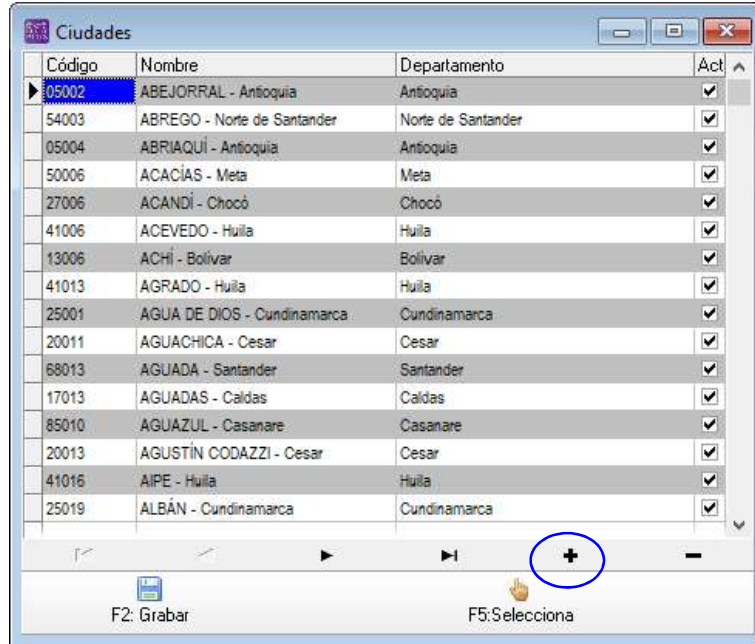 Ciudades
Código Nombre Departamento Act
05002 ABEJORRAL - Antioquia Antioquia
54003 ABREGO - Norte de Santander Norte de Santander
05004 ABRIAQUÍ - Antioquia Antioquia
50006 ACACÍAS - Meta Meta
27006 ACANDÍ - Chocó Chocó
41006 ACEVEDO - Huila Huila
13006 ACHÍ - Bolívar Bolívar
41013 AGRADO - Huila Huila
25001 AGUA DE DIOS - Cundinamarca Cundinamarca
20011 AGUACHICA - Cesar Cesar
68013 AGUADA - Santander Santander
17013 AGUADAS - Caldas Caldas
85010 AGUAZUL - Casanare Casanare
20013 AGUSTÍN CODAZZI - Cesar Cesar
41016 AIPE - Huila Huila
25019 ALBÁN - Cundinamarca Cundinamarca
F2: Grabar F5:Selecciona